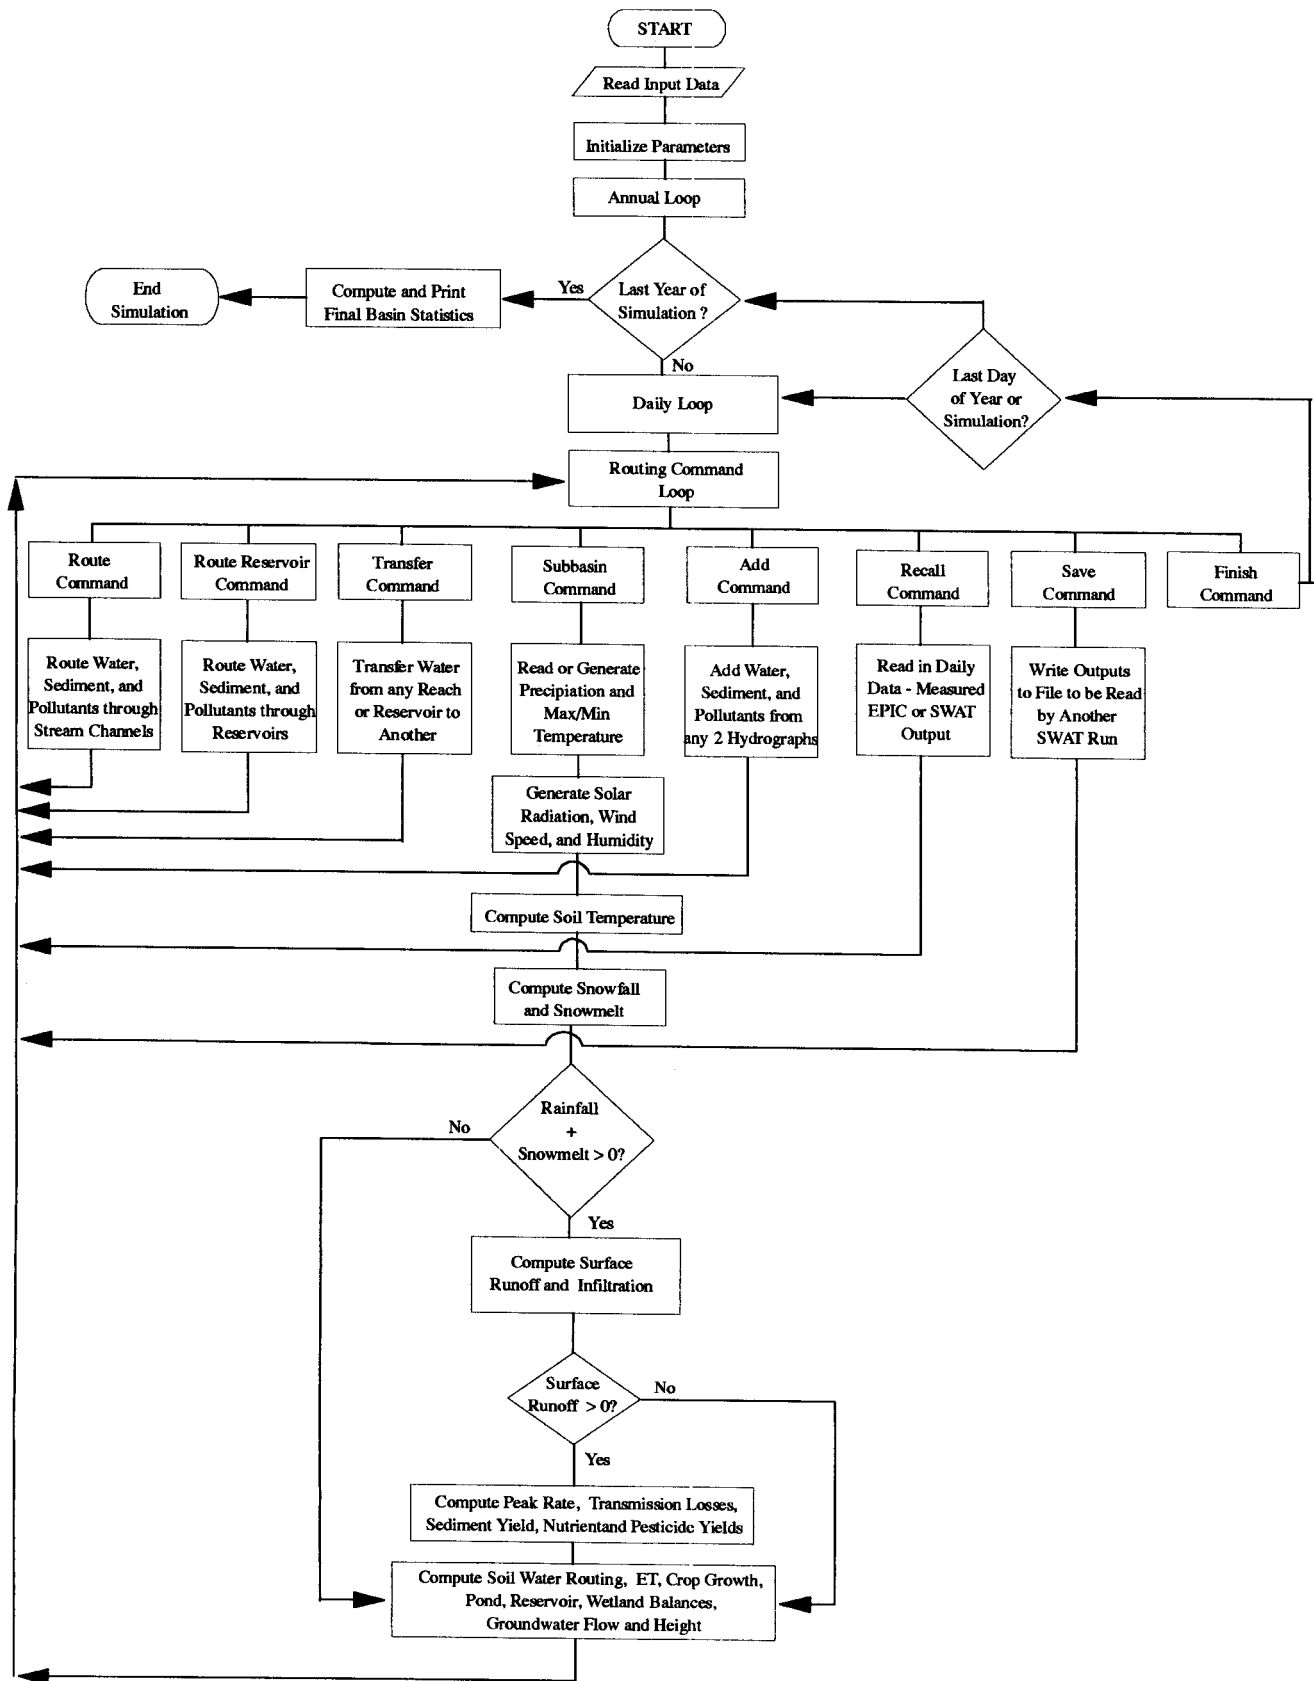 START
Read Input Data
Initialize Parameters
Annual Loop
Last Year of
Simulation ?
Yes
Compute and Print
Final Basin Statistics
End
Simulation
No
Last Day
of Year or
Simulation?
Daily Loop
Routing Command
Loop
Route
Command
Route Reservoir
Command
Transfer
Command
Subbasin
Command
Add
Command
Recall
Command
Save
Command
Finish
Command
Route Water,
Sediment, and
Pollutants through
Stream Channels
Route Water,
Sediment, and
Pollutants through
Reservoirs
Transfer Water
from any Reach
or Reservoir to
Another
Read or Generate
Precipiation and
Max/Min
Temperature
Add Water,
Sediment, and
Pollutants from
any 2 Hydrographs
Read in Daily
Data - Measured
EPIC or SWAT
Output
Write Outputs
to File to be Read
by Another
SWAT Run
Generate Solar
Radiation, Wind
Speed, and Humidity
Compute Soil Temperature
Compute Snowfall
and Snowmelt
Rainfall
+
Snowmelt > 0?
No
Yes
Compute Surface
Runoff and Infiltration
Surface
Runoff > 0?
No
Yes
Compute Peak Rate, Transmission Losses,
Sediment Yield, Nutrientand Pesticide Yields
Compute Soil Water Routing, ET, Crop Growth,
Pond, Reservoir, Wetland Balances,
Groundwater Flow and Height